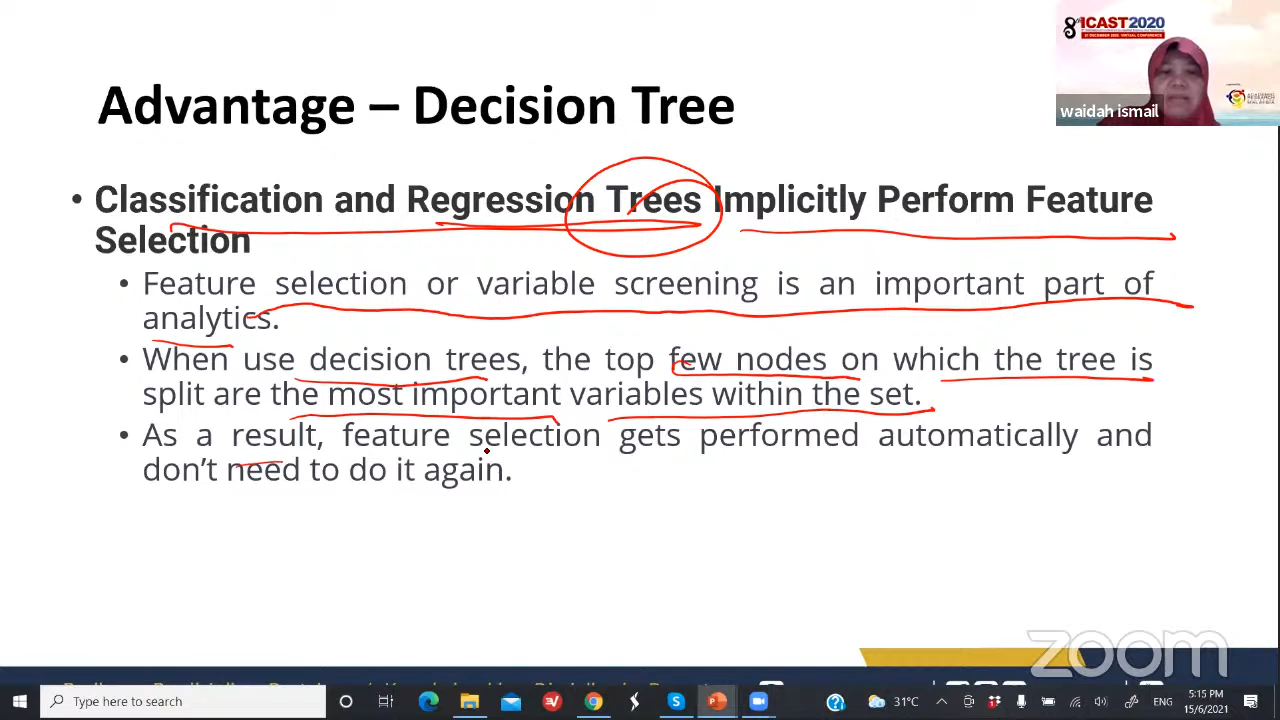 8th ICAST2020
waidah ismail
Advantage – Decision Tree
• Classification and Regression Trees Implicitly Perform Feature
Selection
• Feature selection or variable screening is an important part of
analytics.
• When use decision trees, the top few nodes on which the tree is
split are the most important variables within the set.
• As a result, feature selection gets performed automatically and
don't need to do it again.
zoom
Type here to search
31°C
ENG
5:15 PM
15/6/2021